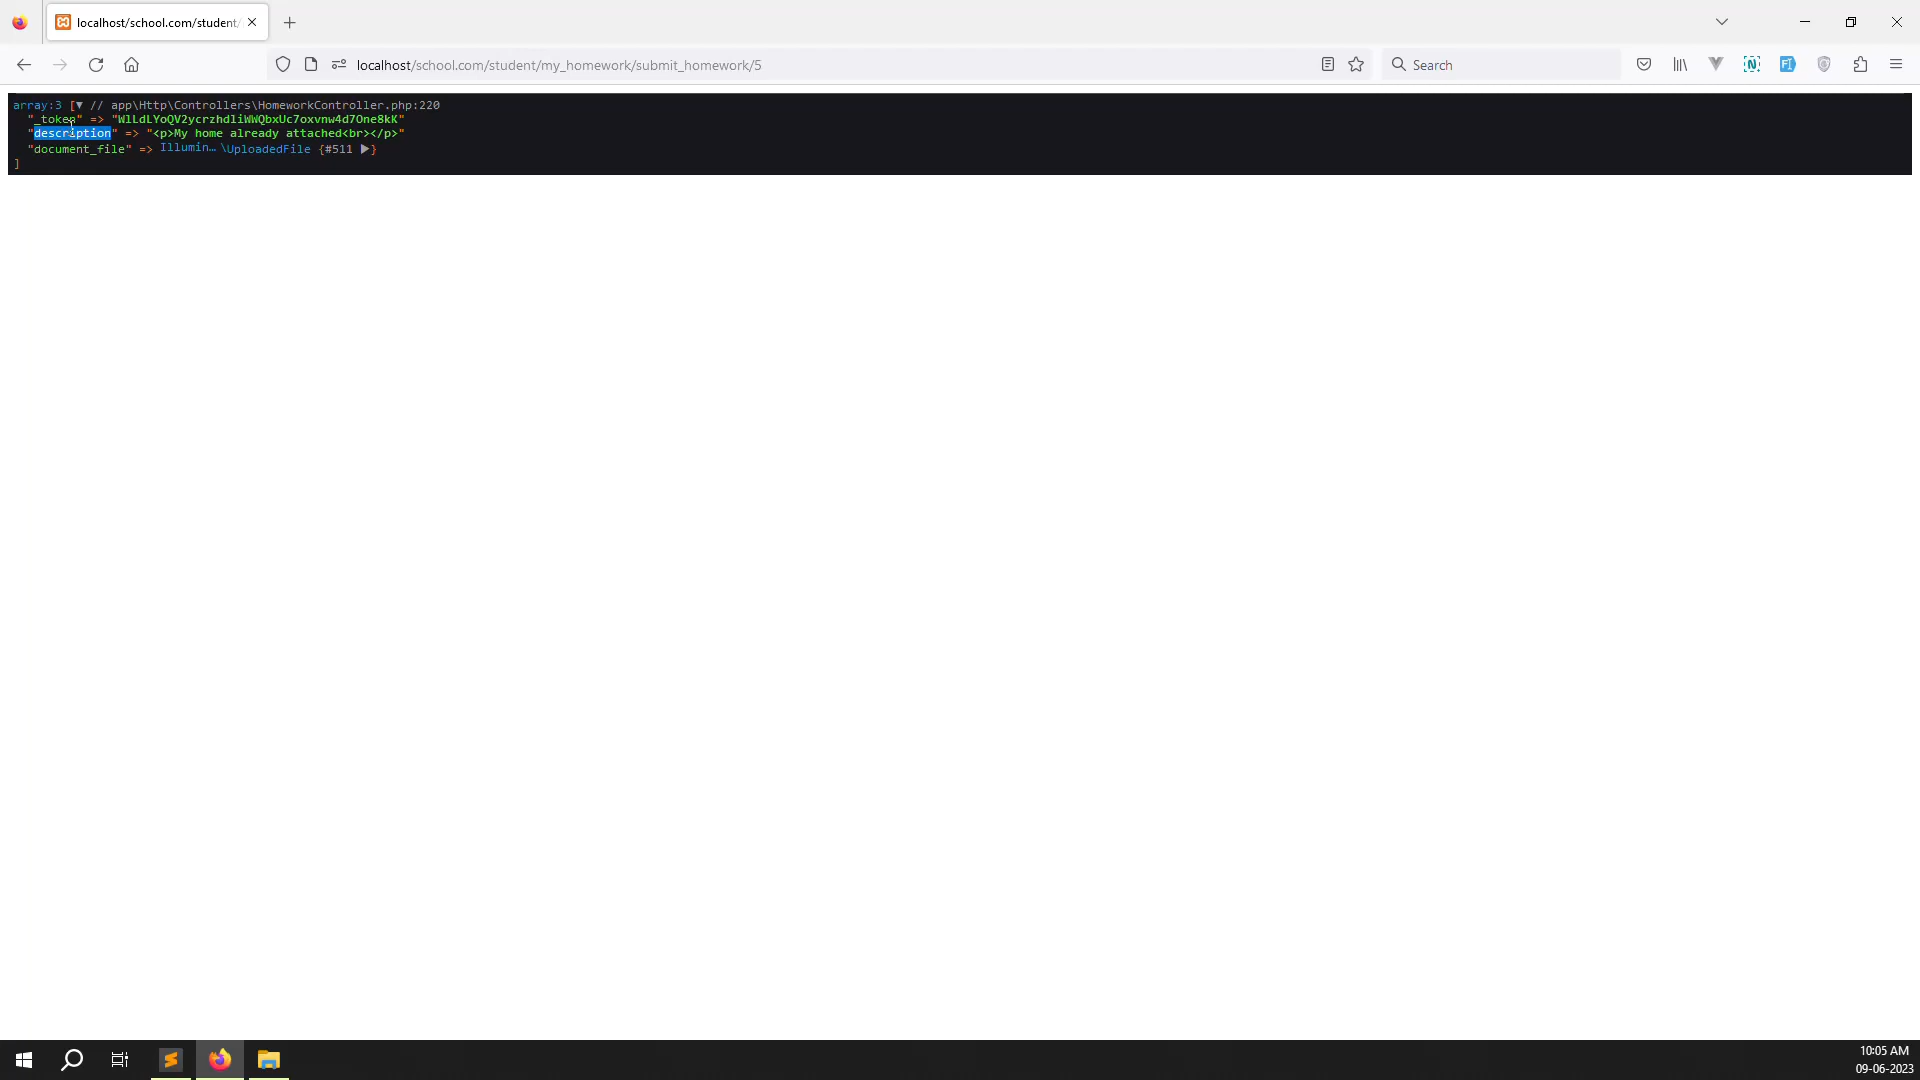 localhost/school.com/student/
localhost/school.com/student/my_homework/submit_homework/5
Search
array:3 [▼ // app\Http\Controllers\HomeworkController.php:220
"_token" => "WlLdLYoQV2ycrzhdliWWQbxUc7oxvnw4d7One8kK"
"description" => "<p>My home already attached<br></p>"
"document_file" => Illumin…\UploadedFile {#511 ▶}
]
10:05 AM
09-06-2023